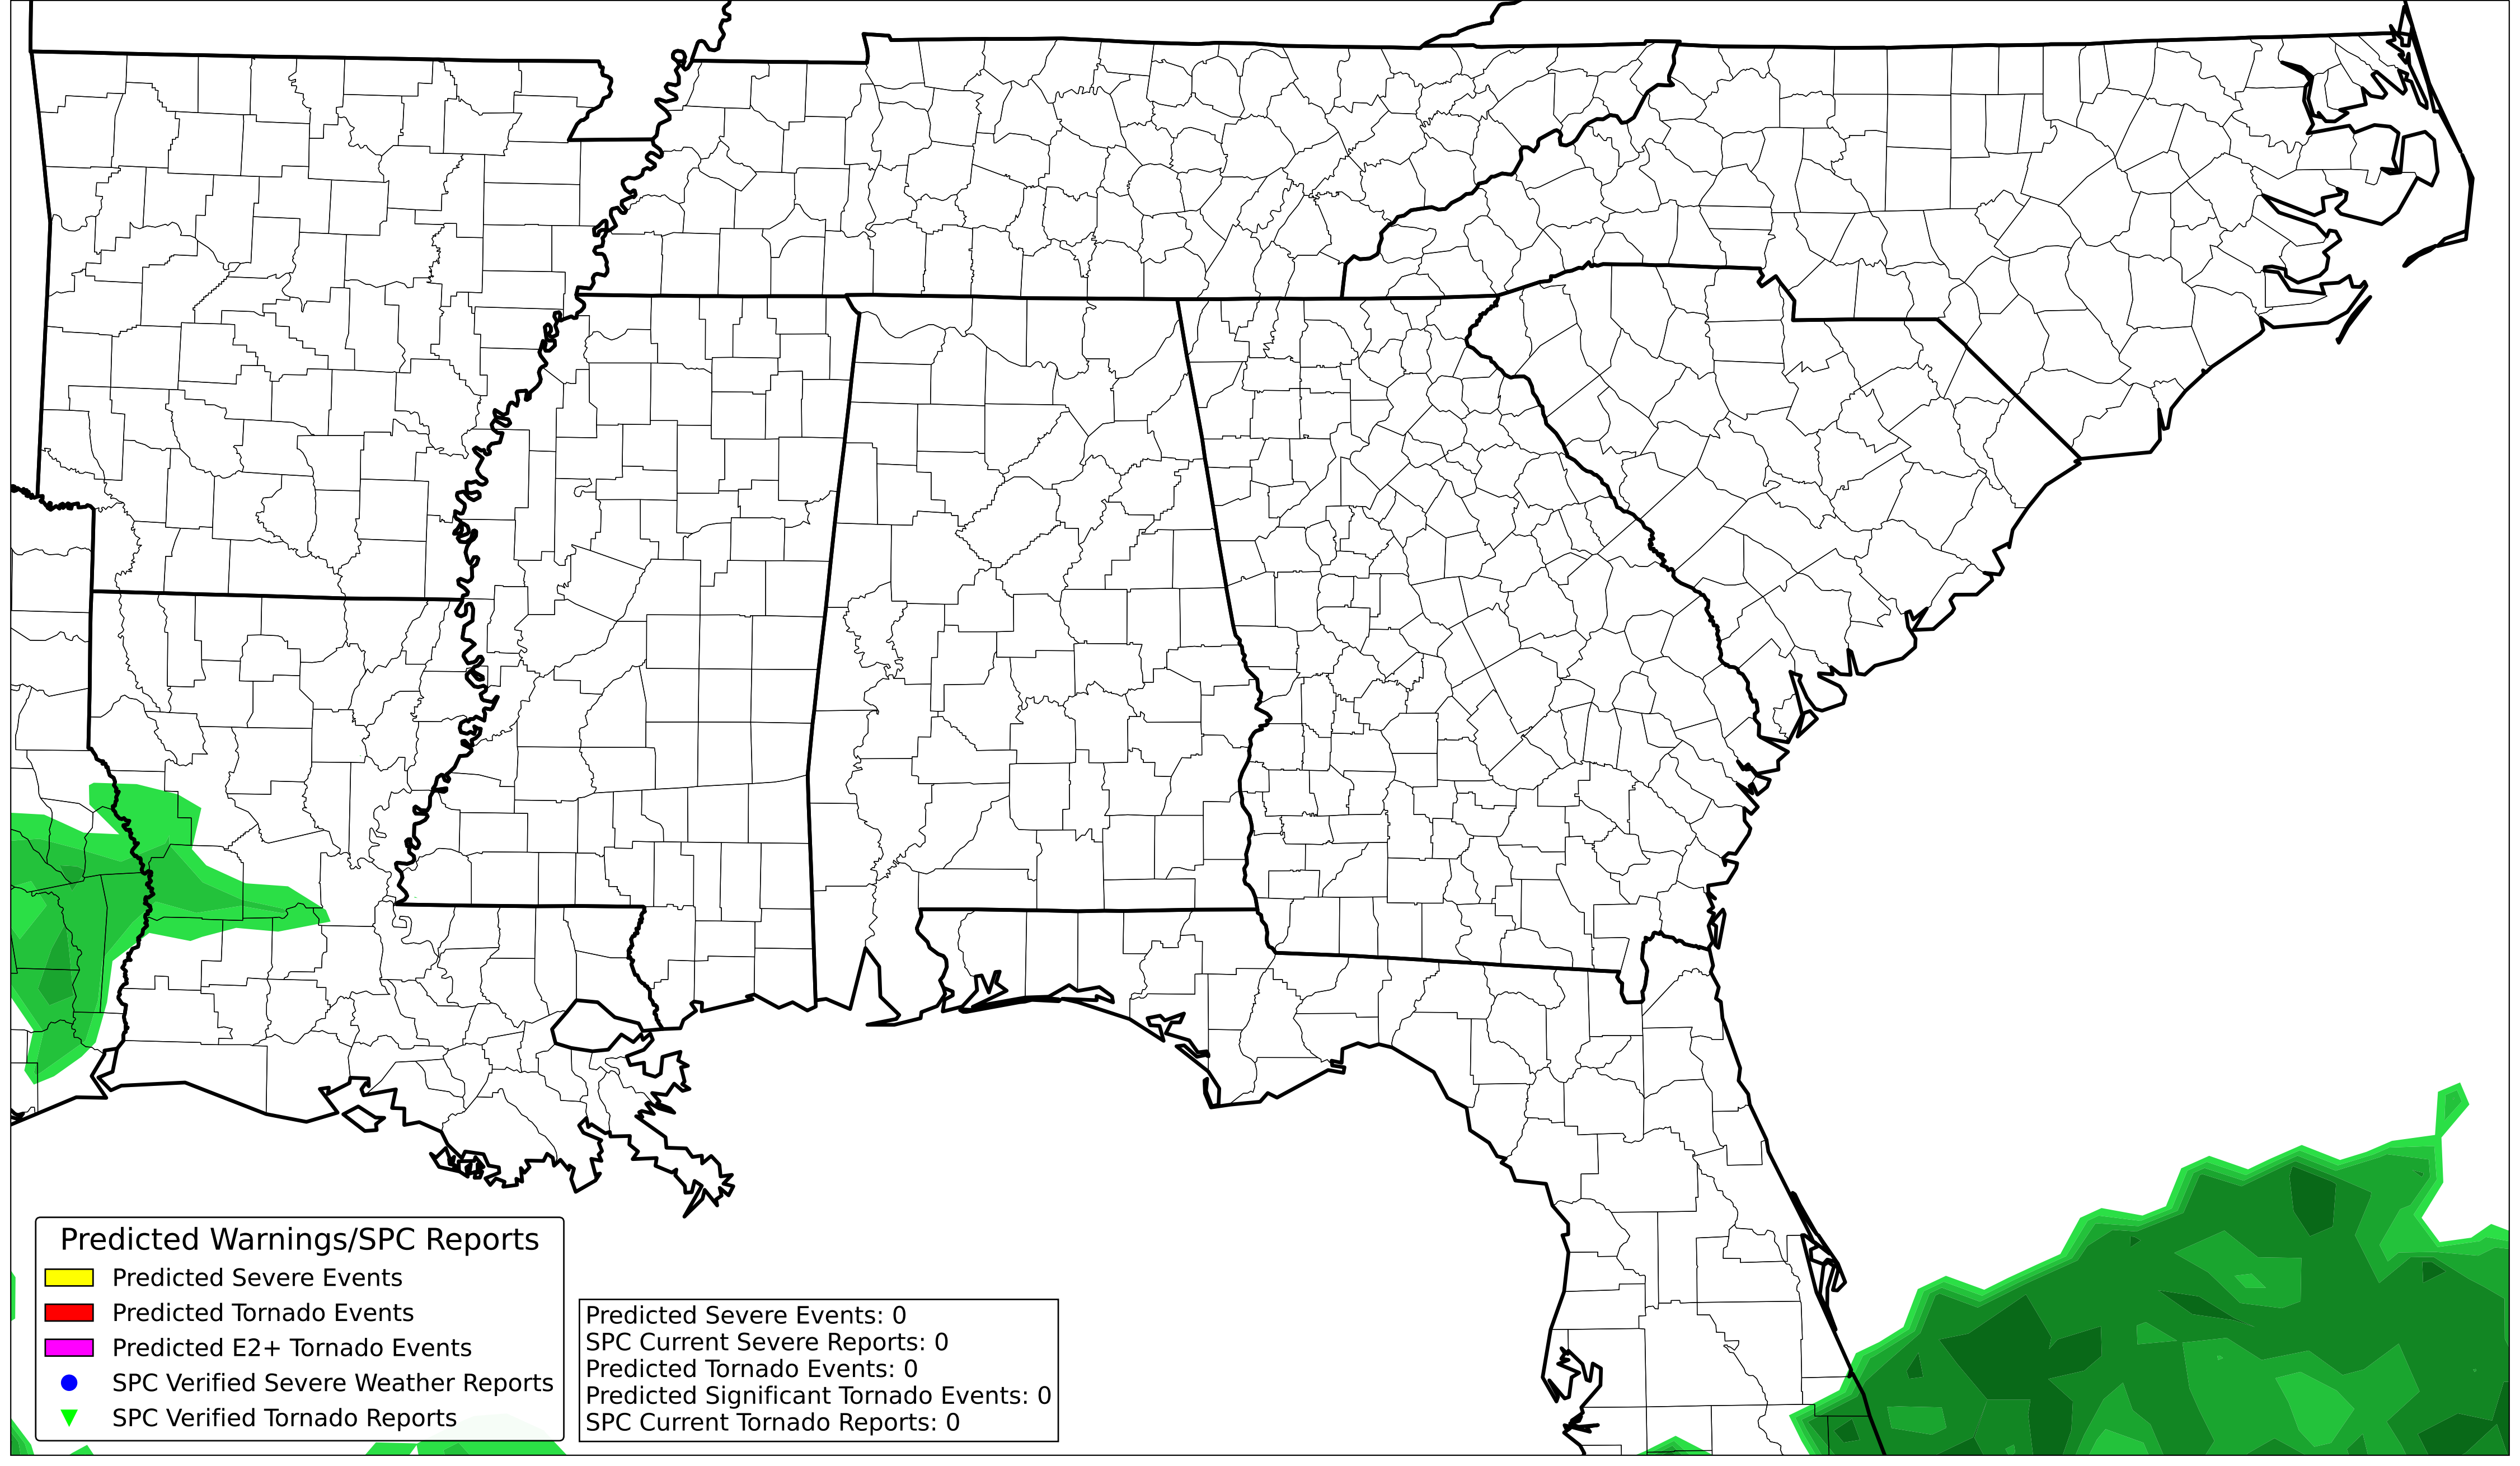 Predicted Warnings/SPC Reports
Predicted Severe Events
Predicted Tornado Events
Predicted E2+ Tornado Events
SPC Verified Severe Weather Reports
SPC Verified Tornado Reports
Predicted Severe Events: 0
SPC Current Severe Reports: 0
Predicted Tornado Events: 0
Predicted Significant Tornado Events: 0
SPC Current Tornado Reports: 0